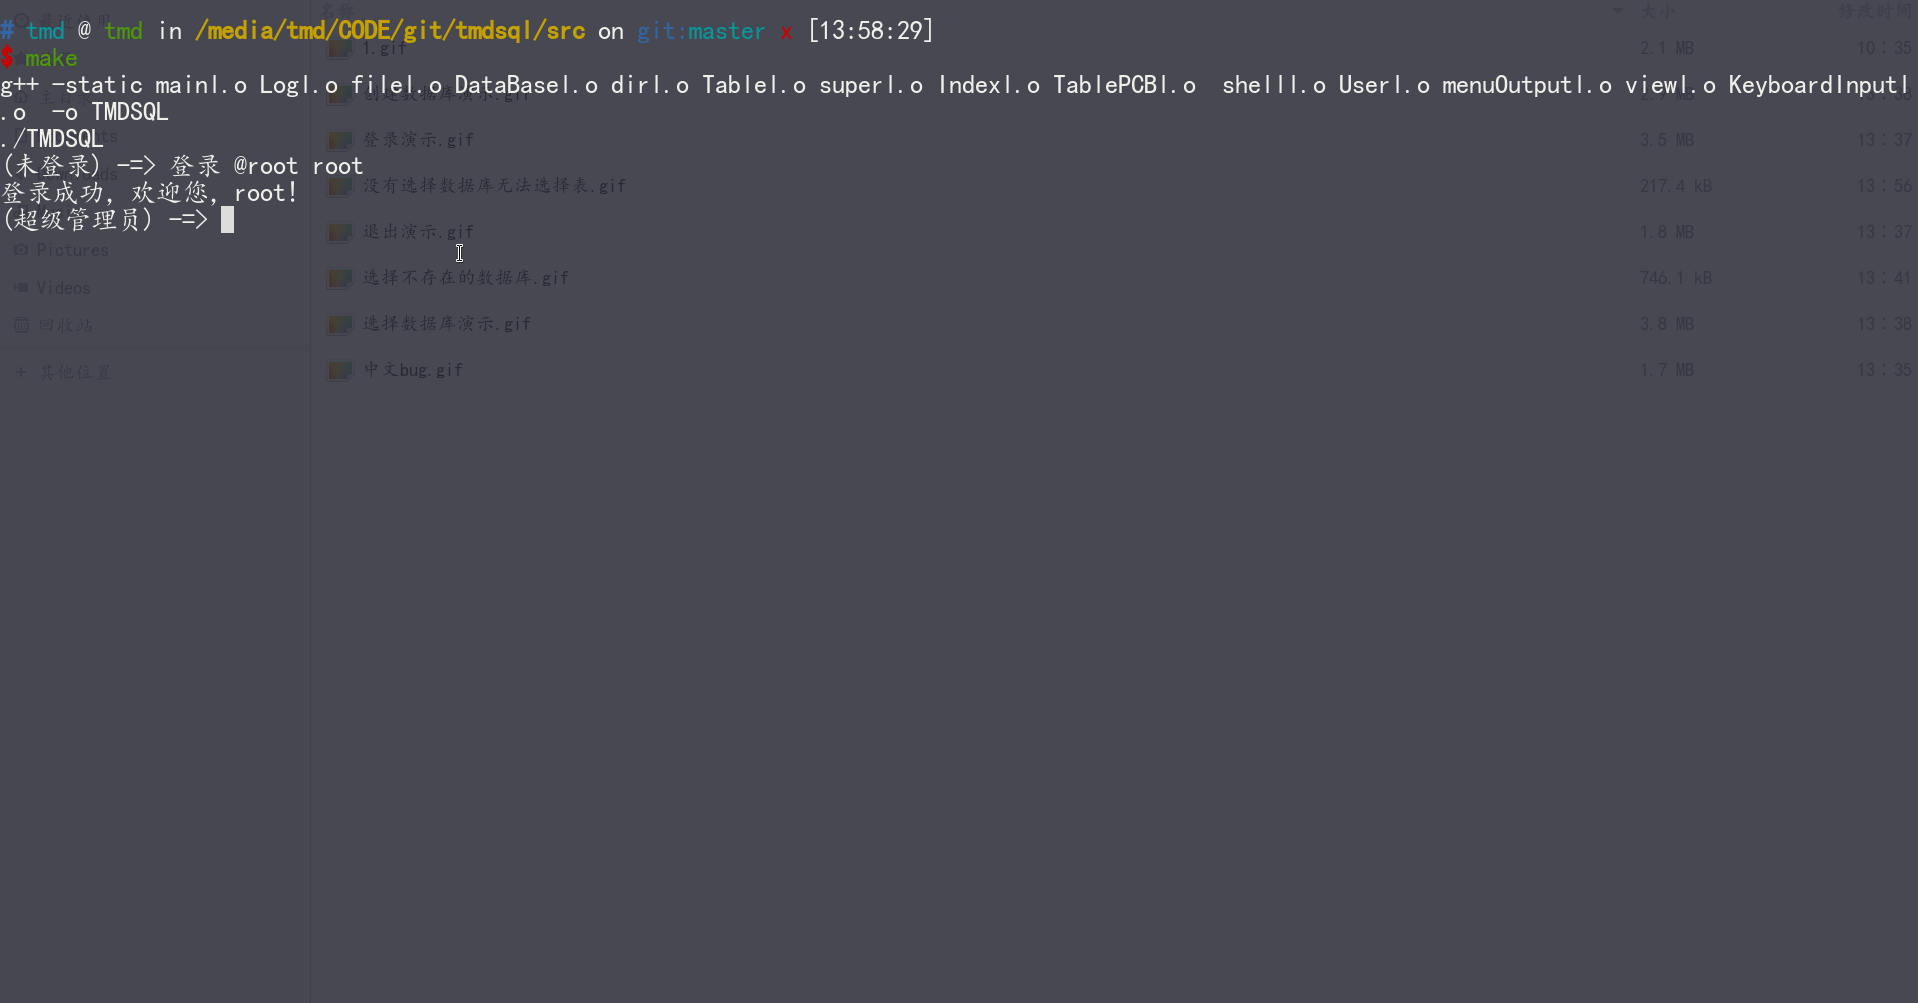 # tmd @ tmd in /media/tmd/CODE/git/tmdsql/src on git:master x [13:58:29]
$ make
g++ -static mainl.o Logl.o filel.o DataBasel.o dirl.o Tablel.o superl.o Indexl.o TablePCBl.o  shelll.o Userl.o menuOutputl.o viewl.o KeyboardInputl
.o  -o TMDSQL
./TMDSQL
(未登录) -=> 登录 @root root
登录成功, 欢迎您, root!
(超级管理员) -=>
名称 大小 修改时间
1.gif 2.1 MB 10:35
创建数据库演示.gif
登录演示.gif 3.5 MB 13:37
没有选择数据库无法选择表.gif 217.4 kB 13:56
退出演示.gif 1.8 MB 13:37
Pictures
选择不存在的数据库.gif 746.1 kB 13:41
Videos
回收站
选择数据库演示.gif 3.8 MB 13:38
+ 其他位置
中文bug.gif 1.7 MB 13:35